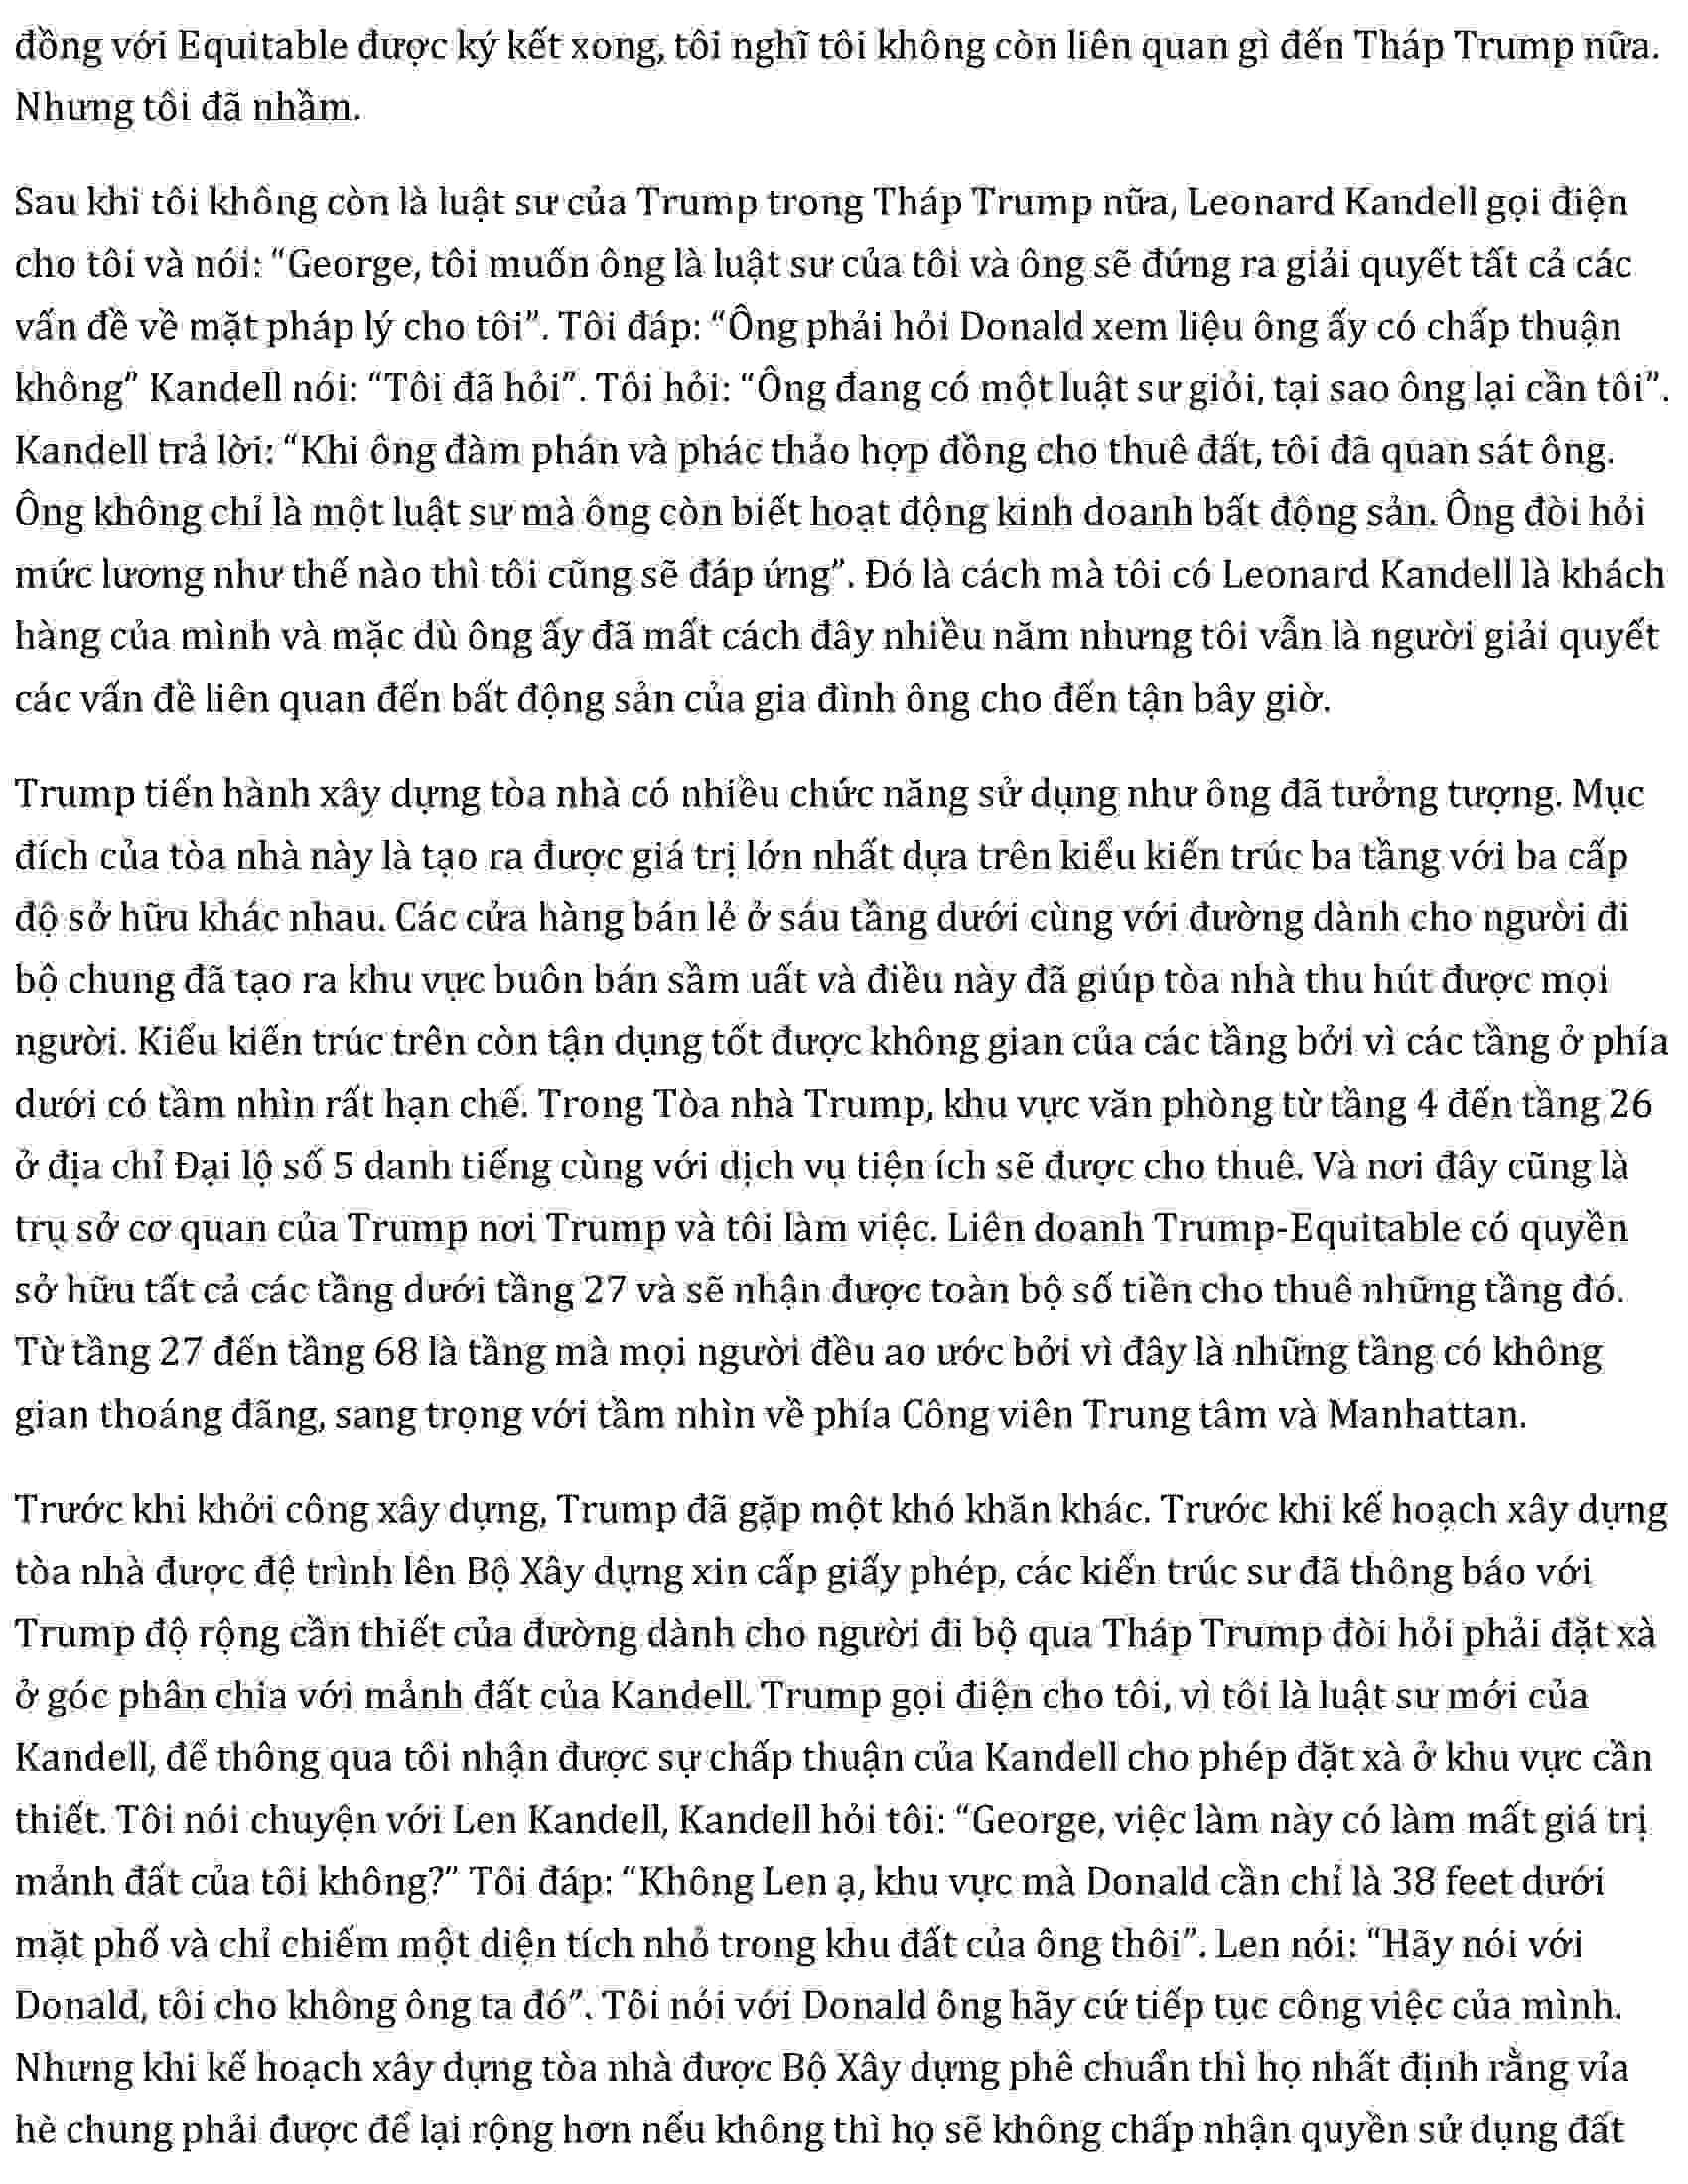 đồng với Equitable được ký kết xong, tôi nghĩ tôi không còn liên quan gì đến Tháp Trump nữa.
Nhưng tôi đã nhầm.
Sau khi tôi không còn là luật sư của Trump trong Tháp Trump nữa, Leonard Kandell gọi điện
cho tôi và nói: “George, tôi muốn ông là luật sư của tôi và ông sẽ đứng ra giải quyết tất cả các
vấn đề về mặt pháp lý cho tôi”. Tôi đáp: “Ông phải hỏi Donald xem liệu ông ấy có chấp thuận
không” Kandell nói: “Tôi đã hỏi”. Tôi hỏi: “Ông đang có một luật sư giỏi, tại sao ông lại cần tôi”.
Kandell trả lời: “Khi ông đàm phán và phác thảo hợp đồng cho thuê đất, tôi đã quan sát ông.
Ông không chỉ là một luật sư mà ông còn biết hoạt động kinh doanh bất động sản. Ông đòi hỏi
mức lương như thế nào thì tôi cũng sẽ đáp ứng”. Đó là cách mà tôi có Leonard Kandell là khách
hàng của mình và mặc dù ông ấy đã mất cách đây nhiều năm nhưng tôi vẫn là người giải quyết
các vấn đề liên quan đến bất động sản của gia đình ông cho đến tận bây giờ.
Trump tiến hành xây dựng tòa nhà có nhiều chức năng sử dụng như ông đã tưởng tượng. Mục
đích của tòa nhà này là tạo ra được giá trị lớn nhất dựa trên kiểu kiến trúc ba tầng với ba cấp
độ sở hữu khác nhau. Các cửa hàng bán lẻ ở sáu tầng dưới cùng với đường dành cho người đi
bộ chung đã tạo ra khu vực buôn bán sầm uất và điều này đã giúp tòa nhà thu hút được mọi
người. Kiểu kiến trúc trên còn tận dụng tốt được không gian của các tầng bởi vì các tầng ở phía
dưới có tầm nhìn rất hạn chế. Trong Tòa nhà Trump, khu vực văn phòng từ tầng 4 đến tầng 26
ở địa chỉ Đại lộ số 5 danh tiếng cùng với dịch vụ tiện ích sẽ được cho thuê. Và nơi đây cũng là
trụ sở cơ quan của Trump nơi Trump và tôi làm việc. Liên doanh Trump-Equitable có quyền
sở hữu tất cả các tầng dưới tầng 27 và sẽ nhận được toàn bộ số tiền cho thuê những tầng đó.
Từ tầng 27 đến tầng 68 là tầng mà mọi người đều ao ước bởi vì đây là những tầng có không
gian thoáng đãng, sang trọng với tầm nhìn về phía Công viên Trung tâm và Manhattan.
Trước khi khởi công xây dựng, Trump đã gặp một khó khăn khác. Trước khi kế hoạch xây dựng
tòa nhà được đệ trình lên Bộ Xây dựng xin cấp giấy phép, các kiến trúc sư đã thông báo với
Trump độ rộng cần thiết của đường dành cho người đi bộ qua Tháp Trump đòi hỏi phải đặt xà
ở góc phân chia với mảnh đất của Kandell. Trump gọi điện cho tôi, vì tôi là luật sư mới của
Kandell, để thông qua tôi nhận được sự chấp thuận của Kandell cho phép đặt xà ở khu vực cần
thiết. Tôi nói chuyện với Len Kandell, Kandell hỏi tôi: “George, việc làm này có làm mất giá trị
mảnh đất của tôi không?” Tôi đáp: “Không Len ạ, khu vực mà Donald cần chỉ là 38 feet dưới
mặt phố và chỉ chiếm một diện tích nhỏ trong khu đất của ông thôi”. Len nói: “Hãy nói với
Donald, tôi cho không ông ta đó”. Tôi nói với Donald ông hãy cứ tiếp tục công việc của mình.
Nhưng khi kế hoạch xây dựng tòa nhà được Bộ Xây dựng phê chuẩn thì họ nhất định rằng vỉa
hè chung phải được để lại rộng hơn nếu không thì họ sẽ không chấp nhận quyền sử dụng đất